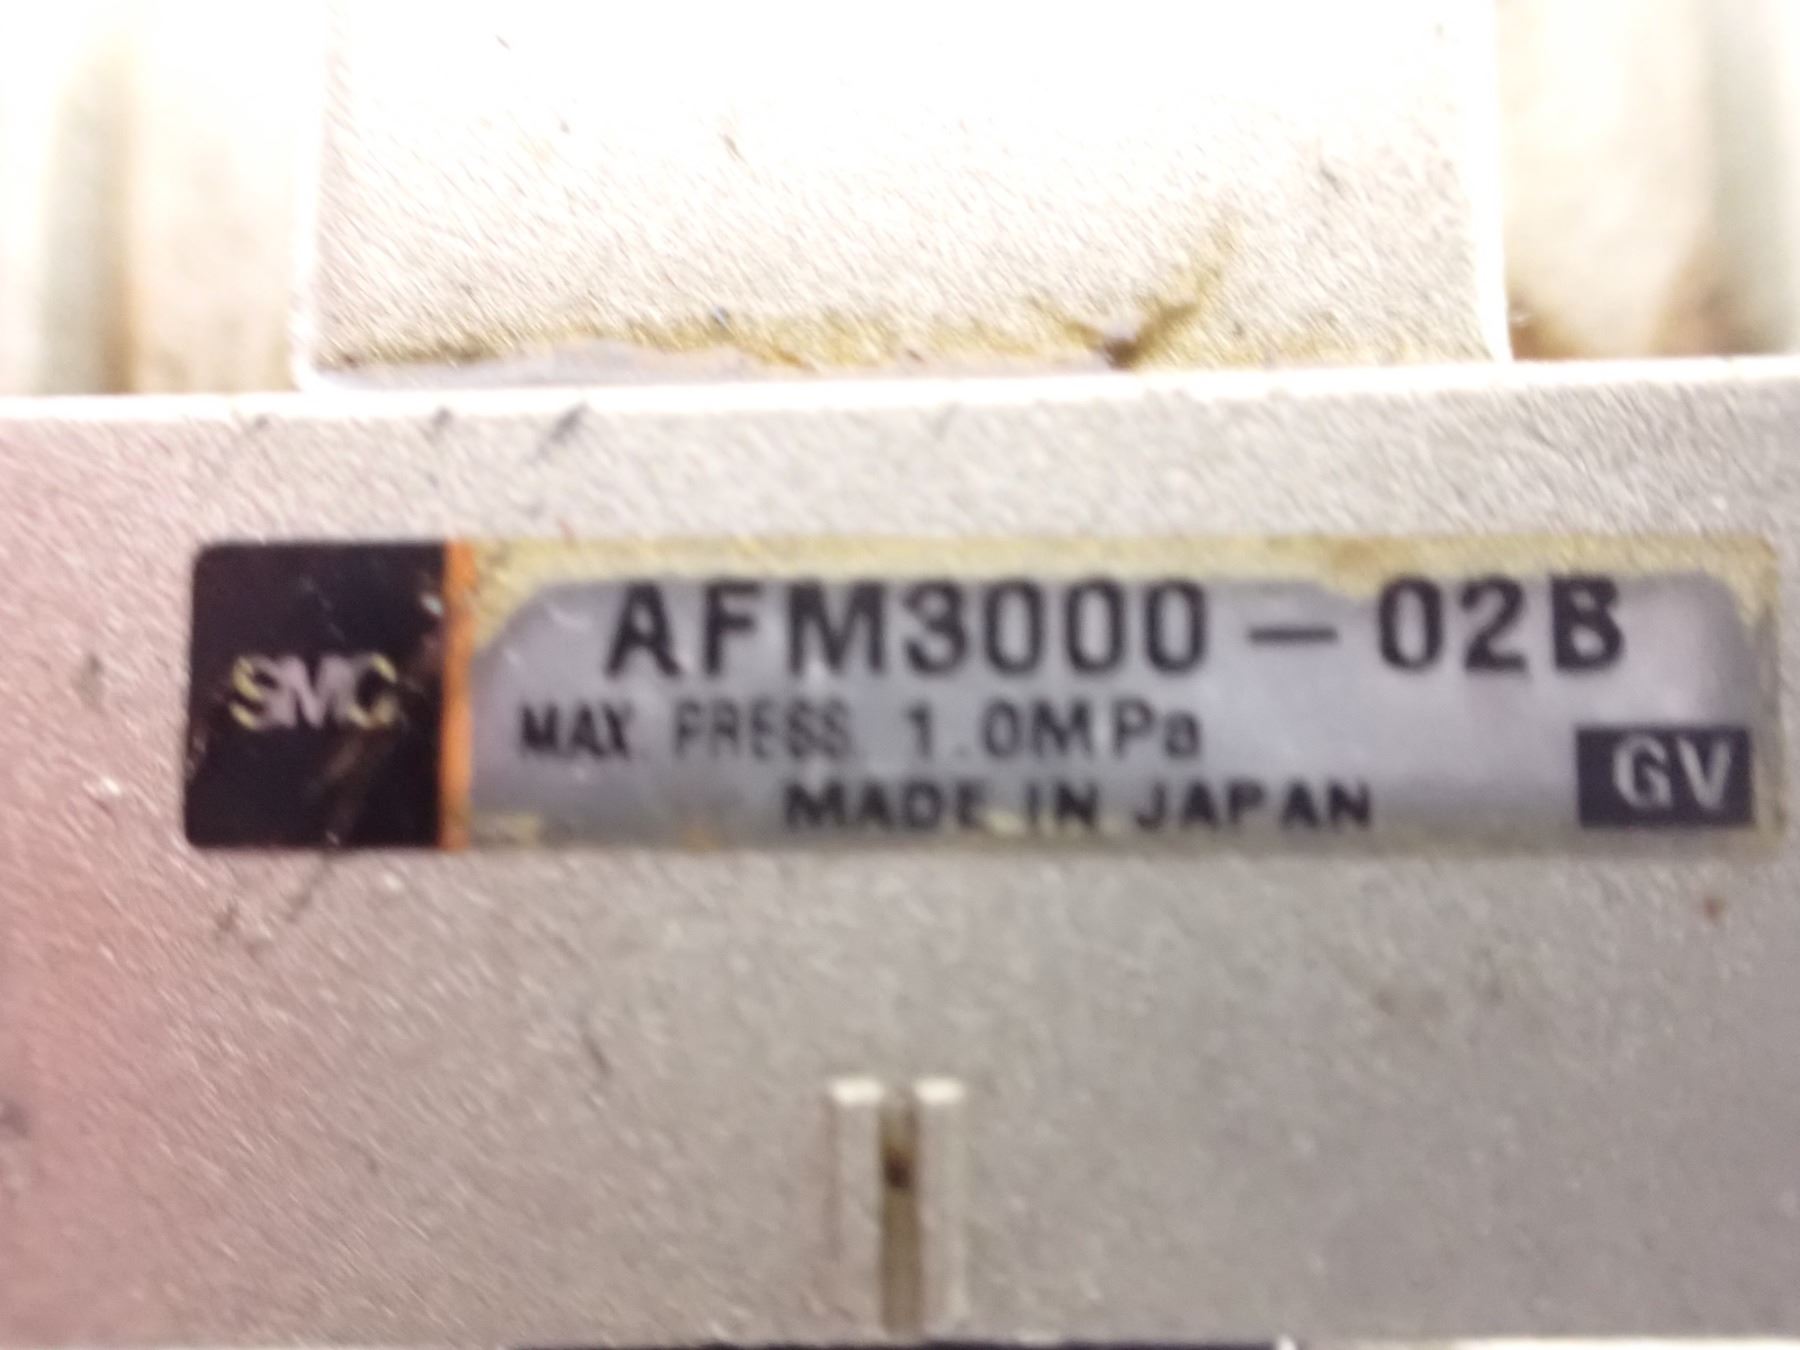 SMC
AFM3000-02B
MAX PRESS. 1.0MPa
MADE IN JAPAN
GV